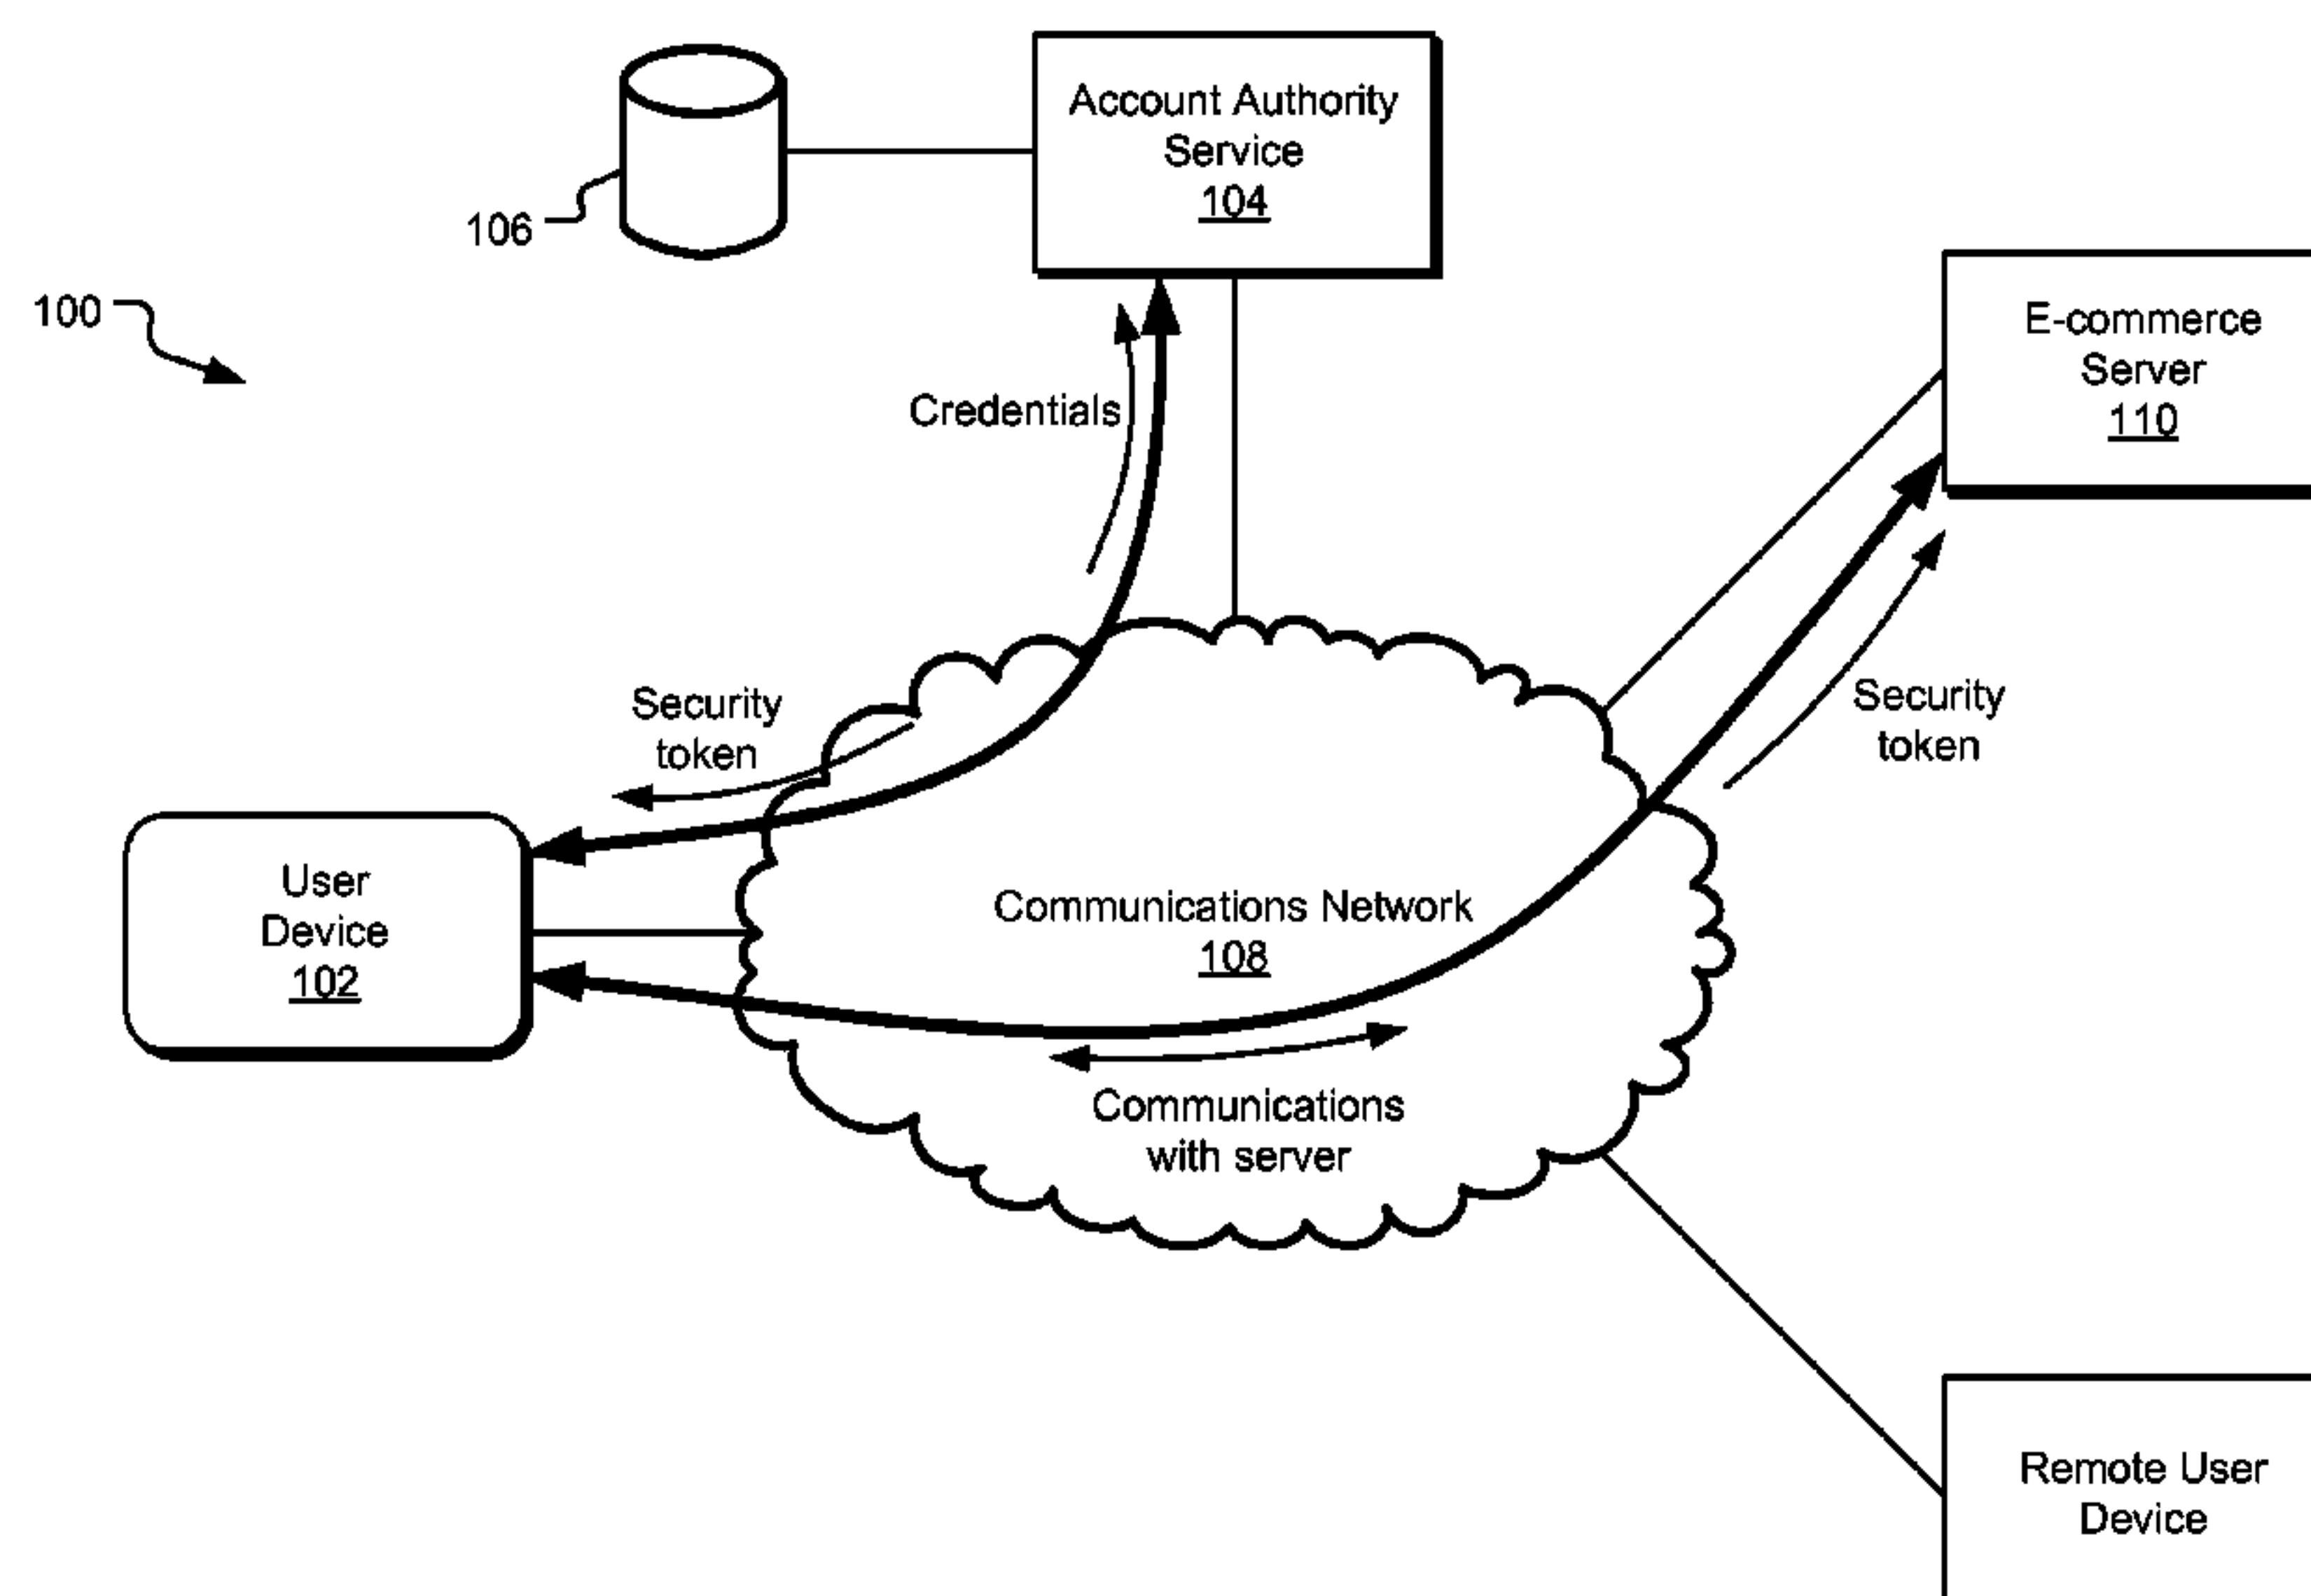 Account Authority
Service
104
106
100
E-commerce
Server
110
Credentials
Security
token
Security
token
User
Device
102
Communications Network
108
Communications
with server
Remote User
Device